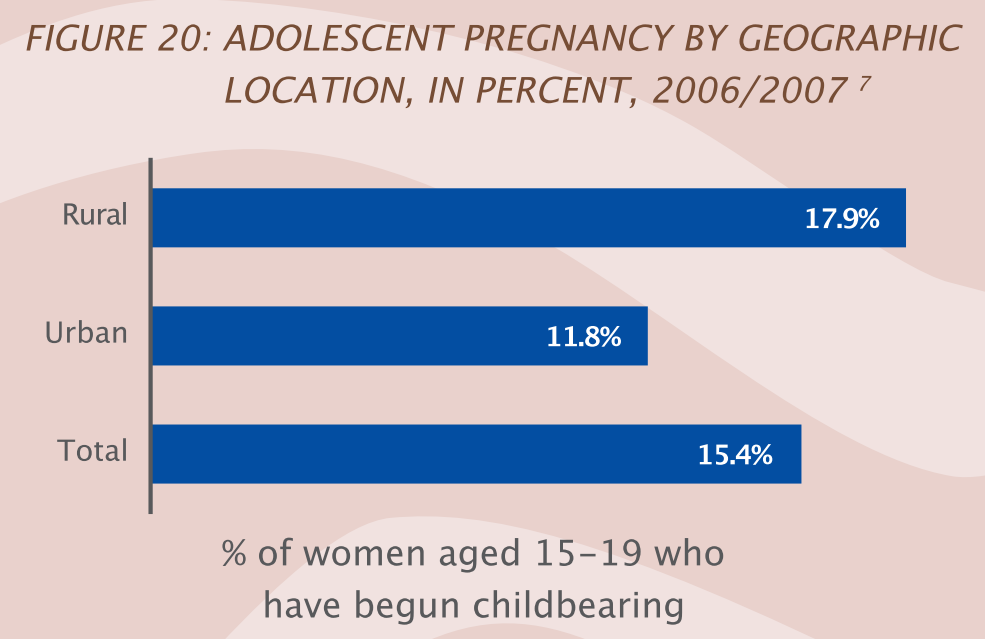 FIGURE 20: ADOLESCENT PREGNANCY BY GEOGRAPHIC
LOCATION, IN PERCENT, 2006/2007 7
Rural
17.9%
Urban
11.8%
Total
15.4%
% of women aged 15–19 who
have begun childbearing